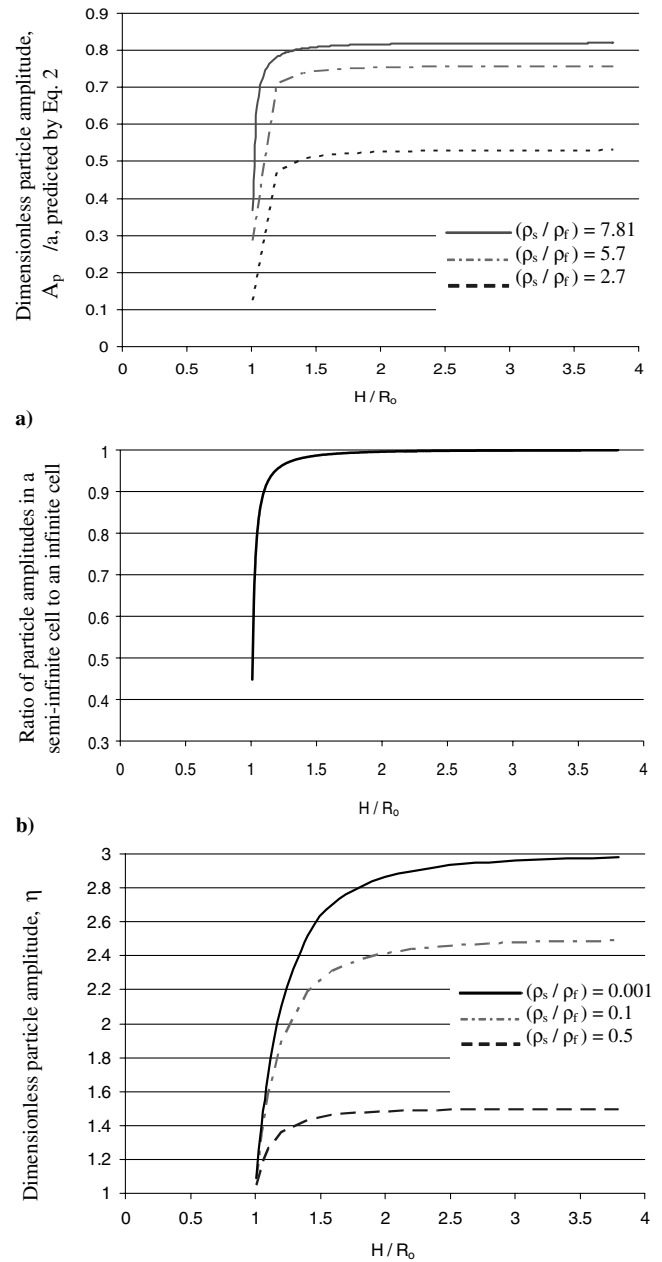 Dimensionless particle amplitude,
A_p /a, predicted by Eq. 2
0.9
0.8
0.7
0.6
0.5
0.4
0.3
0.2
0.1
0
(ρ_s / ρ_f) = 7.81
(ρ_s / ρ_f) = 5.7
(ρ_s / ρ_f) = 2.7
0 0.5 1 1.5 2 2.5 3 3.5 4
H / R_o
a)
Ratio of particle amplitudes in a
semi-infinite cell to an infinite cell
1
0.9
0.8
0.7
0.6
0.5
0.4
0.3
0 0.5 1 1.5 2 2.5 3 3.5 4
H / R_o
b)
Dimensionless particle amplitude, η
3
2.8
2.6
2.4
2.2
2
1.8
1.6
1.4
1.2
1
(ρ_s / ρ_f) = 0.001
(ρ_s / ρ_f) = 0.1
(ρ_s / ρ_f) = 0.5
0 0.5 1 1.5 2 2.5 3 3.5 4
H / R_o